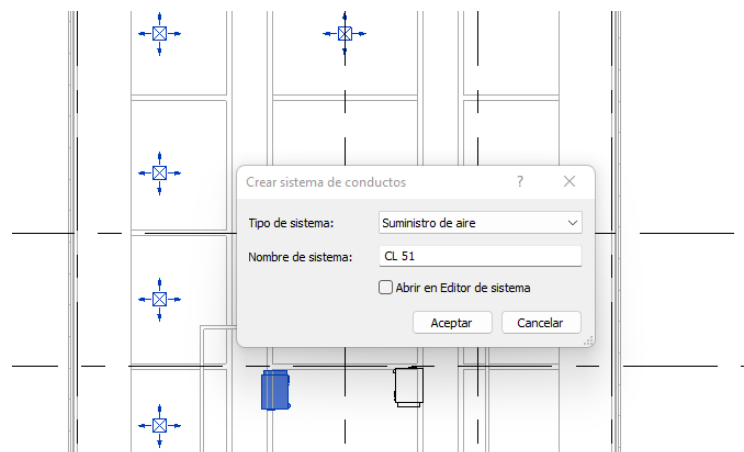 Crear sistema de conductos
Tipo de sistema: Suministro de aire
Nombre de sistema: CL 51
Abrir en Editor de sistema
Aceptar Cancelar